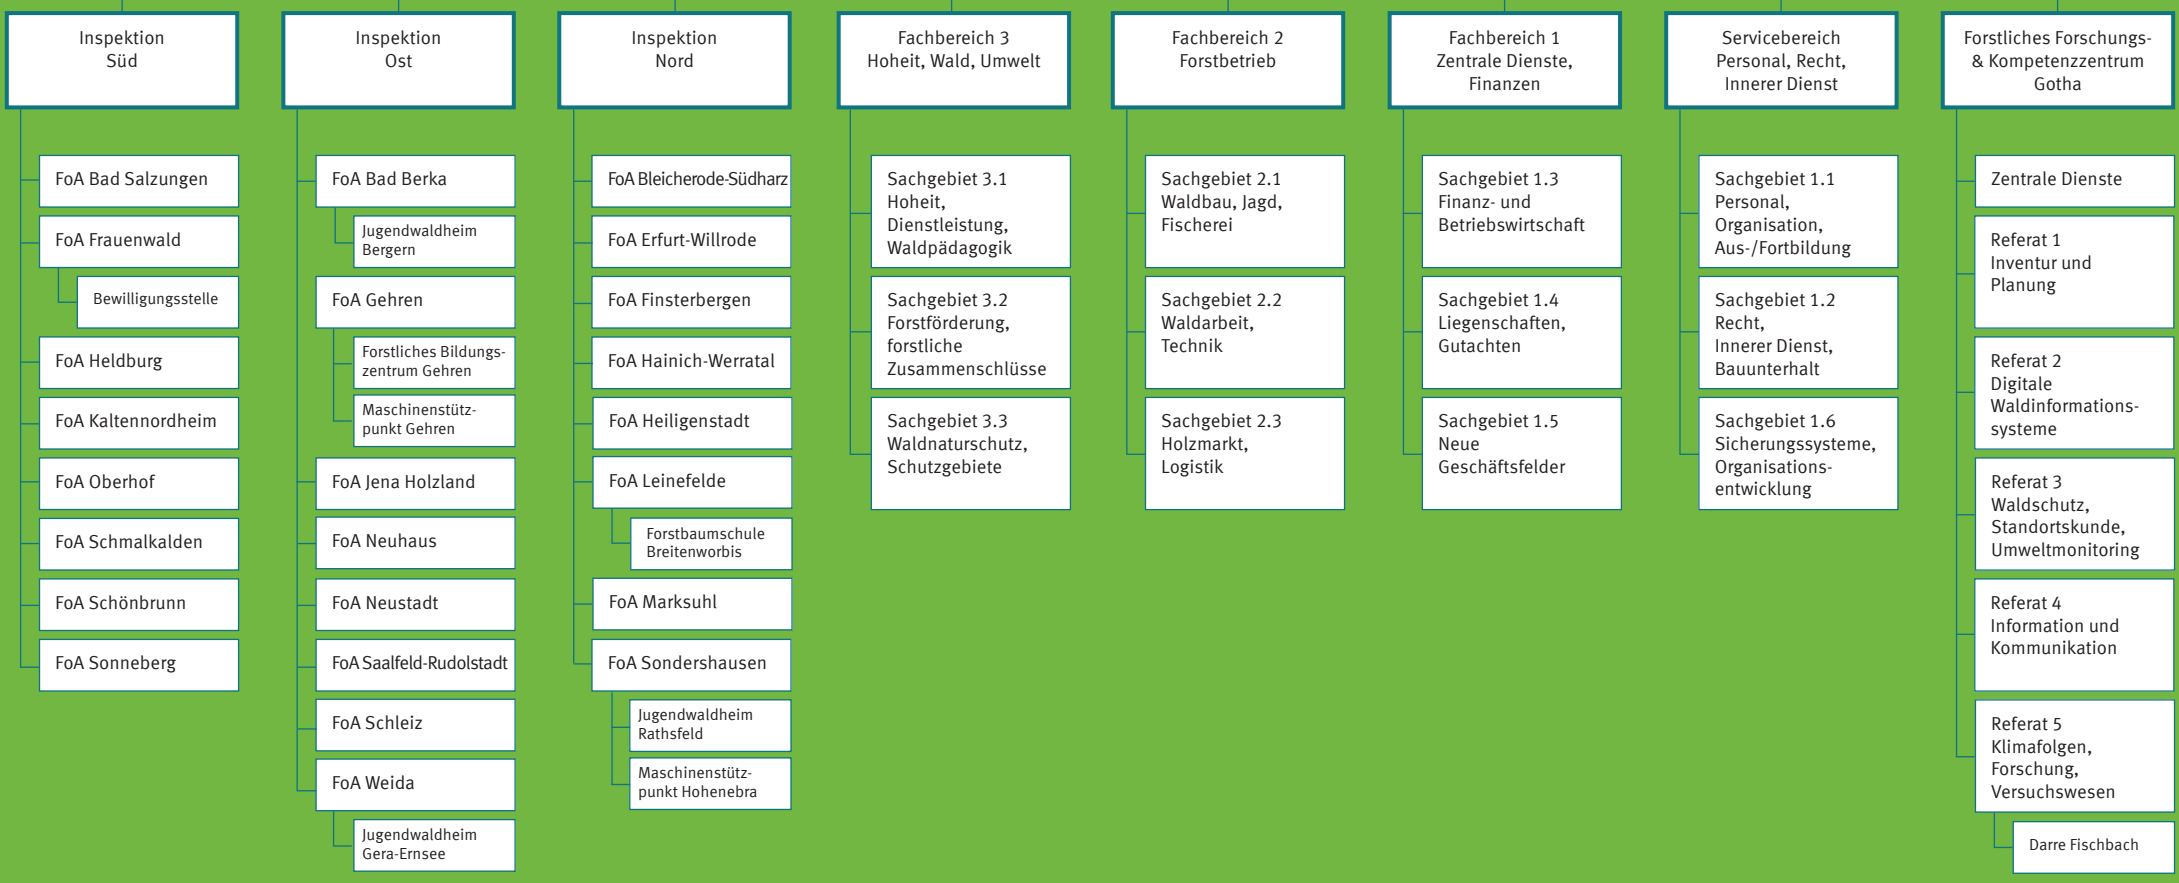 Inspektion
Süd
FoA Bad Salzungen
FoA Frauenwald
Bewilligungsstelle
FoA Heldburg
FoA Kaltennordheim
FoA Oberhof
FoA Schmalkalden
FoA Schönbrunn
FoA Sonneberg
Inspektion
Ost
FoA Bad Berka
Jugendwaldheim
Bergern
FoA Gehren
Forstliches Bildungs-
zentrum Gehren
Maschinenstütz-
punkt Gehren
FoA Jena Holzland
FoA Neuhaus
FoA Neustadt
FoA Saalfeld-Rudolstadt
FoA Schleiz
FoA Weida
Jugendwaldheim
Gera-Ernsee
Inspektion
Nord
FoA Bleicherode-Südharz
FoA Erfurt-Willrode
FoA Finsterbergen
FoA Hainich-Werratal
FoA Heiligenstadt
FoA Leinefelde
Forstbaumschule
Breitenworbis
FoA Marksuhl
FoA Sondershausen
Jugendwaldheim
Rathsfeld
Maschinenstütz-
punkt Hohenebra
Fachbereich 3
Hoheit, Wald, Umwelt
Sachgebiet 3.1
Hoheit,
Dienstleistung,
Waldpädagogik
Sachgebiet 3.2
Forstförderung,
forstliche
Zusammenschlüsse
Sachgebiet 3.3
Waldnaturschutz,
Schutzgebiete
Fachbereich 2
Forstbetrieb
Sachgebiet 2.1
Waldbau, Jagd,
Fischerei
Sachgebiet 2.2
Waldarbeit,
Technik
Sachgebiet 2.3
Holzmarkt,
Logistik
Fachbereich 1
Zentrale Dienste,
Finanzen
Sachgebiet 1.3
Finanz- und
Betriebswirtschaft
Sachgebiet 1.4
Liegenschaften,
Gutachten
Sachgebiet 1.5
Neue
Geschäftsfelder
Servicebereich
Personal, Recht,
Innerer Dienst
Sachgebiet 1.1
Personal,
Organisation,
Aus-/Fortbildung
Sachgebiet 1.2
Recht,
Innerer Dienst,
Bauunterhalt
Sachgebiet 1.6
Sicherungssysteme,
Organisations-
entwicklung
Forstliches Forschungs-
& Kompetenzzentrum
Gotha
Zentrale Dienste
Referat 1
Inventur und
Planung
Referat 2
Digitale
Waldinformations-
systeme
Referat 3
Waldschutz,
Standortskunde,
Umweltmonitoring
Referat 4
Information und
Kommunikation
Referat 5
Klimafolgen,
Forschung,
Versuchswesen
Darre Fischbach